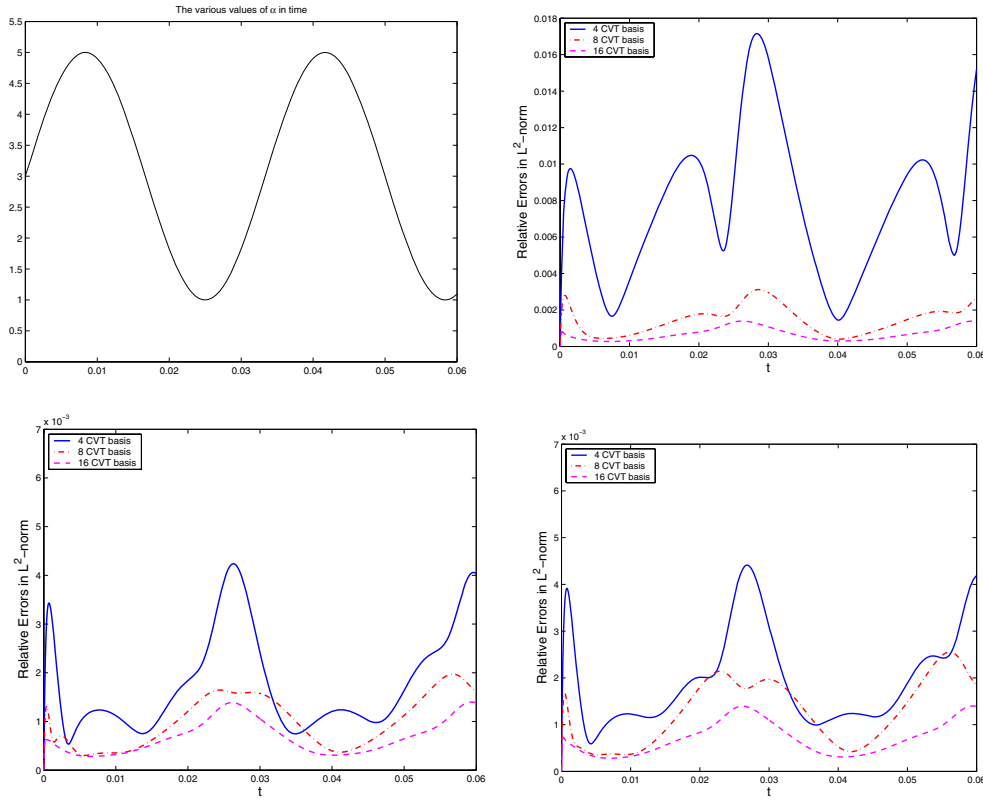 The various values of α in time
5.5
5
4.5
4
3.5
3
2.5
2
1.5
1
0.5
0
0 0.01 0.02 0.03 0.04 0.05 0.06
0.018
0.016
0.014
0.012
0.01
0.008
0.006
0.004
0.002
0
Relative Errors in L²−norm
4 CVT basis
8 CVT basis
16 CVT basis
0 0.01 0.02 0.03 0.04 0.05 0.06
t
x 10⁻³
7
6
5
4
3
2
1
0
Relative Errors in L²−norm
4 CVT basis
8 CVT basis
16 CVT basis
0 0.01 0.02 0.03 0.04 0.05 0.06
t
x 10⁻³
7
6
5
4
3
2
1
0
Relative Errors in L²−norm
4 CVT basis
8 CVT basis
16 CVT basis
0 0.01 0.02 0.03 0.04 0.05 0.06
t